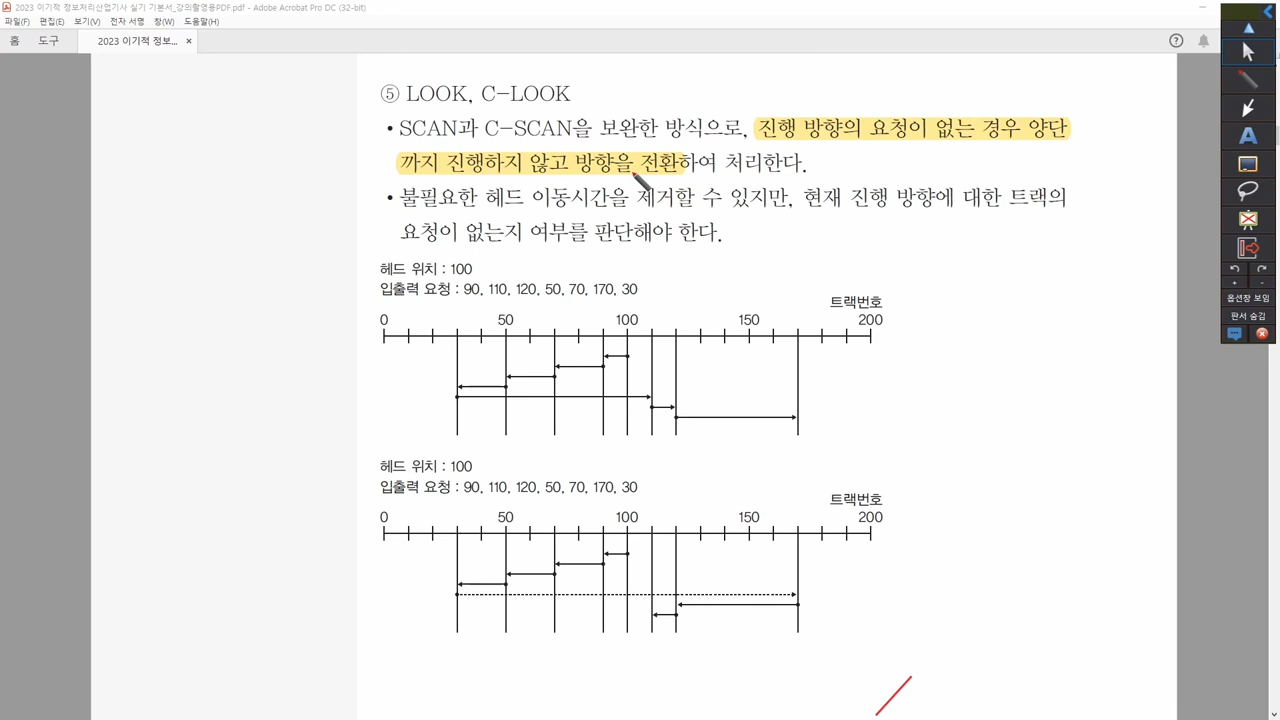 2023 이기적 정보처리산업기사 실기 기본서_강의촬영용PDF.pdf - Adobe Acrobat Pro DC (32-bit)
파일(F) 편집(E) 보기(V) 전자 서명 창(W) 도움말(H)
홈 도구 2023 이기적 정보... ×
⑤ LOOK, C-LOOK
• SCAN과 C-SCAN을 보완한 방식으로, 진행 방향의 요청이 없는 경우 양단
까지 진행하지 않고 방향을 전환하여 처리한다.
• 불필요한 헤드 이동시간을 제거할 수 있지만, 현재 진행 방향에 대한 트랙의
요청이 없는지 여부를 판단해야 한다.
헤드 위치 : 100
입출력 요청 : 90, 110, 120, 50, 70, 170, 30
트랙번호
0 50 100 150 200
헤드 위치 : 100
입출력 요청 : 90, 110, 120, 50, 70, 170, 30
트랙번호
0 50 100 150 200
A
+ -
옵션창 보임
판서 숨김